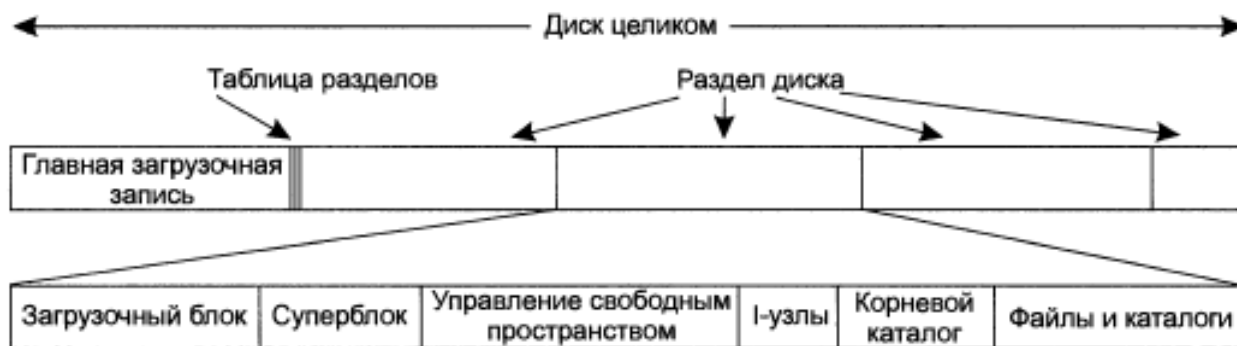 Диск целиком
Таблица разделов
Раздел диска
Главная загрузочная
запись
Загрузочный блок
Суперблок
Управление свободным
пространством
I-узлы
Корневой
каталог
Файлы и каталоги